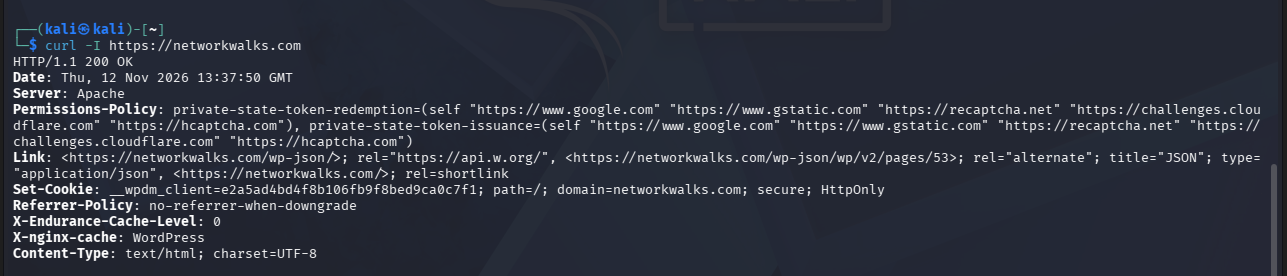 ┌──(kali㉿kali)-[~]
└─$ curl -I https://networkwalks.com
HTTP/1.1 200 OK
Date: Thu, 12 Nov 2026 13:37:50 GMT
Server: Apache
Permissions-Policy: private-state-token-redemption=(self "https://www.google.com" "https://www.gstatic.com" "https://recaptcha.net" "https://challenges.clou
dflare.com" "https://hcaptcha.com"), private-state-token-issuance=(self "https://www.google.com" "https://www.gstatic.com" "https://recaptcha.net" "https://
challenges.cloudflare.com" "https://hcaptcha.com")
Link: <https://networkwalks.com/wp-json/>; rel="https://api.w.org/", <https://networkwalks.com/wp-json/wp/v2/pages/53>; rel="alternate"; title="JSON"; type=
"application/json", <https://networkwalks.com/>; rel=shortlink
Set-Cookie: __wpdm_client=e2a5ad4bd4f8b106fb9f8bed9ca0c7f1; path=/; domain=networkwalks.com; secure; HttpOnly
Referrer-Policy: no-referrer-when-downgrade
X-Endurance-Cache-Level: 0
X-nginx-cache: WordPress
Content-Type: text/html; charset=UTF-8